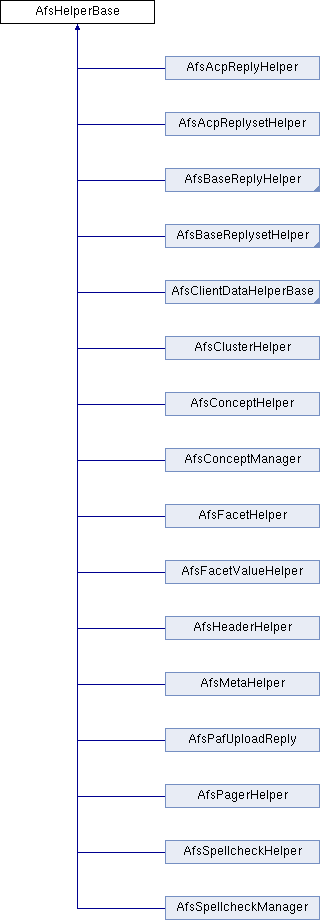 AfsHelperBase
AfsAcpReplyHelper
AfsAcpReplysetHelper
AfsBaseReplyHelper
AfsBaseReplysetHelper
AfsClientDataHelperBase
AfsClusterHelper
AfsConceptHelper
AfsConceptManager
AfsFacetHelper
AfsFacetValueHelper
AfsHeaderHelper
AfsMetaHelper
AfsPafUploadReply
AfsPagerHelper
AfsSpellcheckHelper
AfsSpellcheckManager